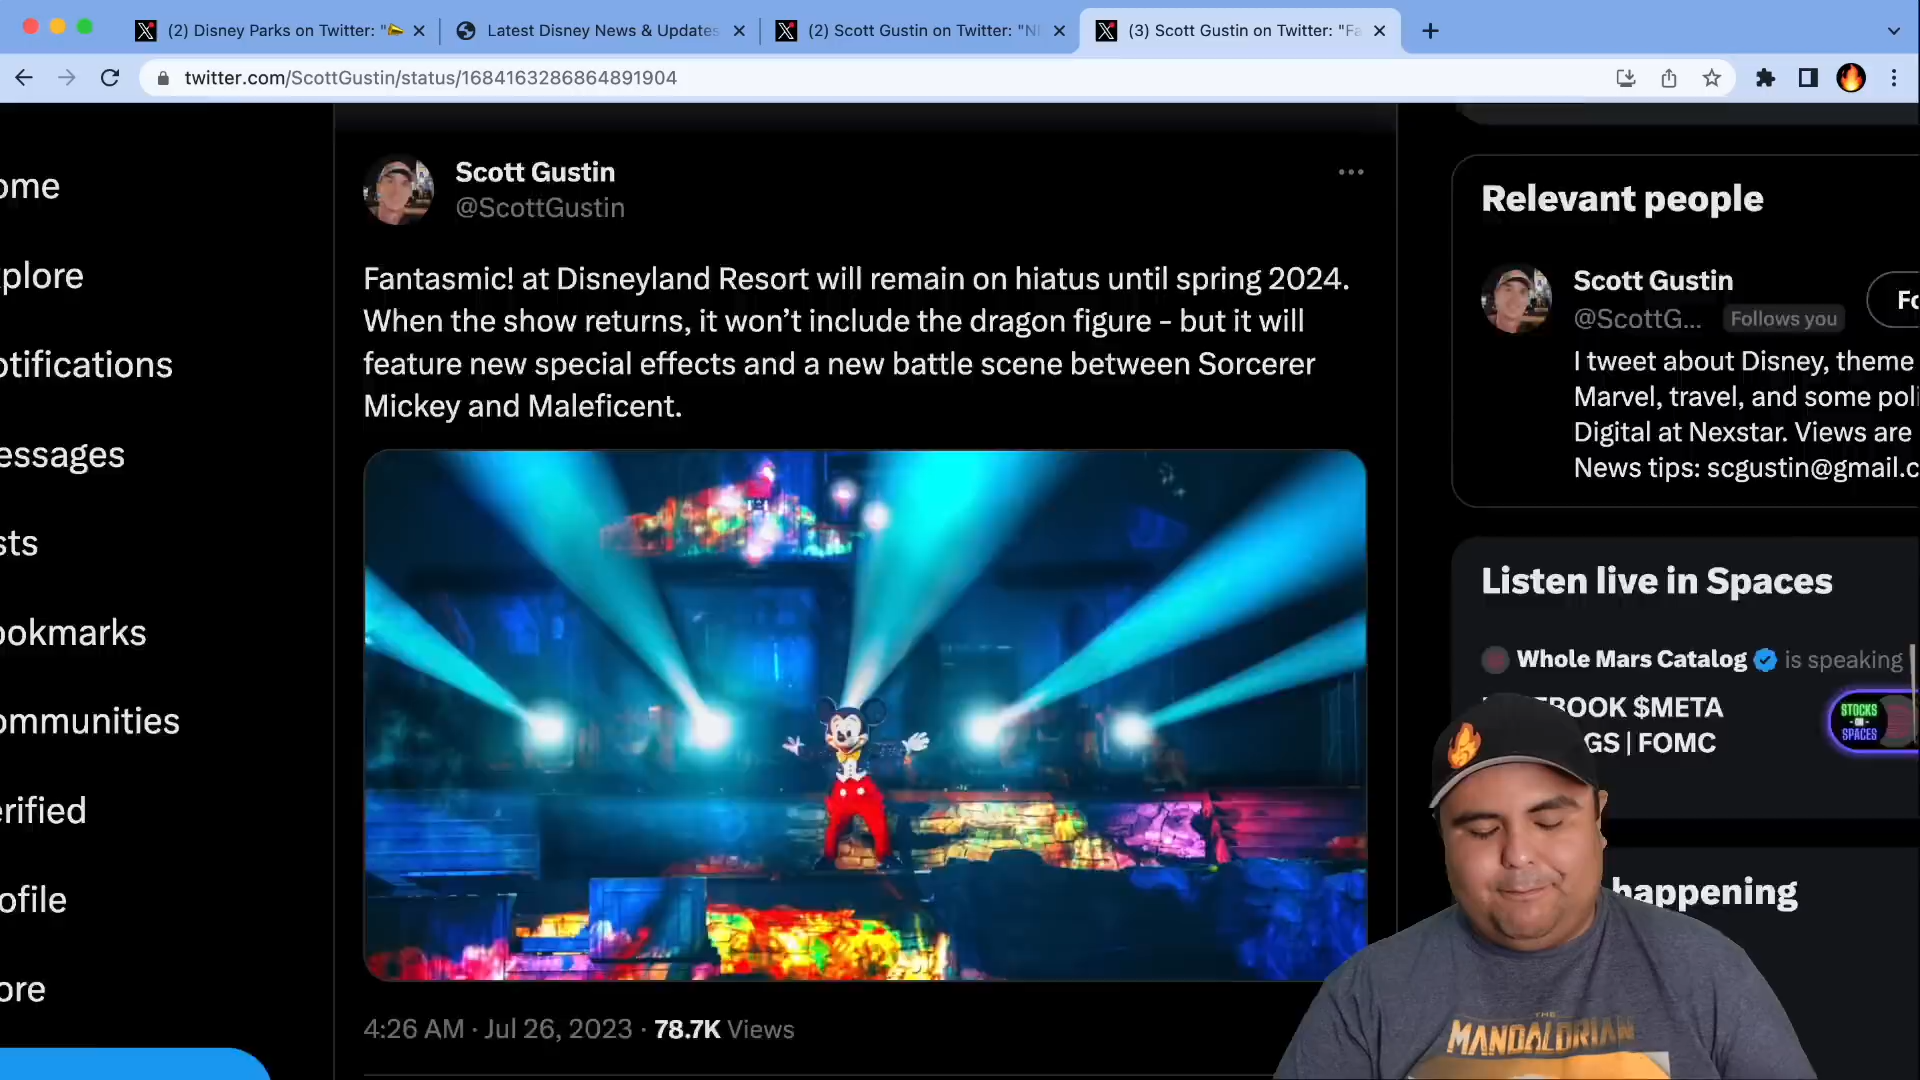 (2) Disney Parks on Twitter: "
Latest Disney News & Updates
(2) Scott Gustin on Twitter: "N
(3) Scott Gustin on Twitter: "Fa
twitter.com/ScottGustin/status/1684163286864891904
ome
plore
otifications
essages
sts
ookmarks
ommunities
erified
ofile
ore
Scott Gustin
@ScottGustin
Fantasmic! at Disneyland Resort will remain on hiatus until spring 2024.
When the show returns, it won’t include the dragon figure – but it will
feature new special effects and a new battle scene between Sorcerer
Mickey and Maleficent.
4:26 AM · Jul 26, 2023 · 78.7K Views
Relevant people
Scott Gustin
@ScottG... Follows you
Fo
I tweet about Disney, theme
Marvel, travel, and some poli
Digital at Nexstar. Views are
News tips: scgustin@gmail.c
Listen live in Spaces
Whole Mars Catalog is speaking
BOOK $META
GS | FOMC
STOCKS
ON
SPACES
happening
THE
MANDALORIAN